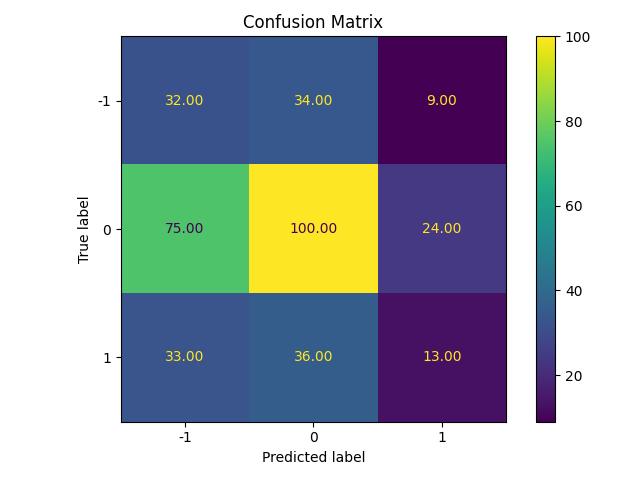 Confusion Matrix
-1 32.00 34.00 9.00
0 75.00 100.00 24.00
1 33.00 36.00 13.00
-1 0 1
Predicted label
True label
100
80
60
40
20